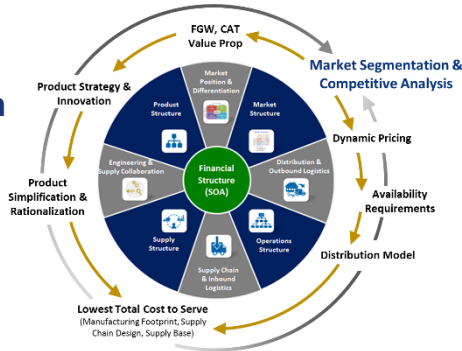 FGW, CAT
Value Prop
Market Segmentation &
Competitive Analysis
Product Strategy &
Innovation
n
Dynamic Pricing
Product
Simplification &
Rationalization
Availability
Requirements
Distribution Model
Lowest Total Cost to Serve
(Manufacturing Footprint, Supply
Chain Design, Supply Base)
Market
Position &
Differentiation
Product
Structure
Market
Structure
Engineering &
Supply Collaboration
Financial
Structure
(SOA)
Distribution &
Outbound Logistics
Supply
Structure
Operations
Structure
Supply Chain
& Inbound
Logistics